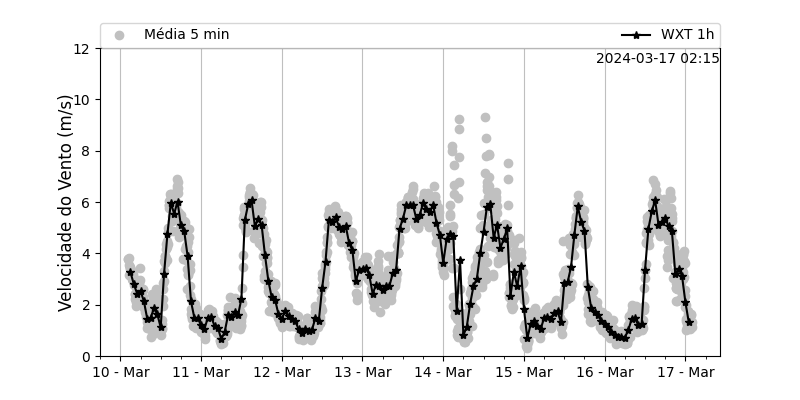 Média 5 min
WXT 1h
2024-03-17 02:15
Velocidade do Vento (m/s)
12
10
8
6
4
2
0
10 - Mar 11 - Mar 12 - Mar 13 - Mar 14 - Mar 15 - Mar 16 - Mar 17 - Mar